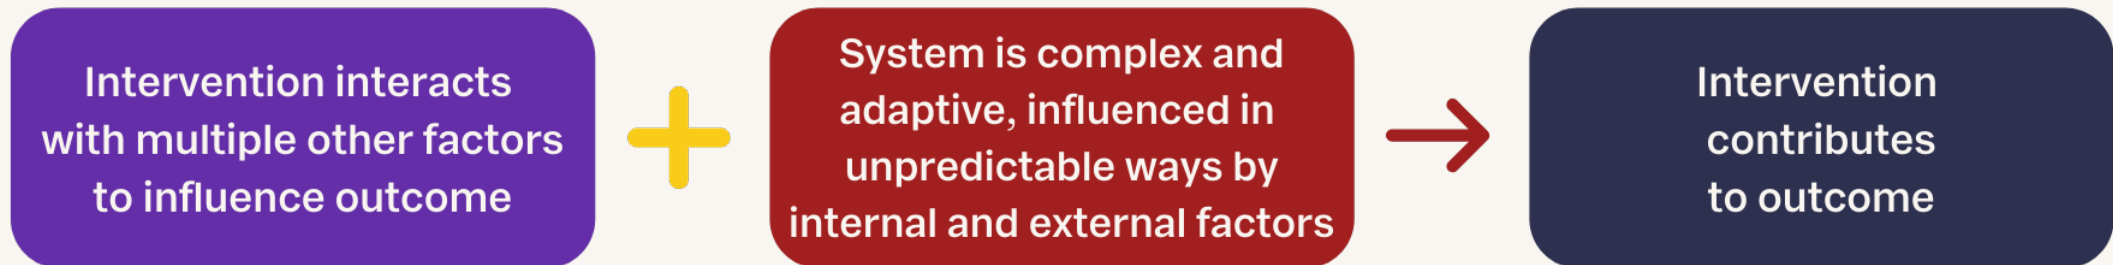 Intervention interacts
with multiple other factors
to influence outcome
System is complex and
adaptive, influenced in
unpredictable ways by
internal and external factors
Intervention
contributes
to outcome